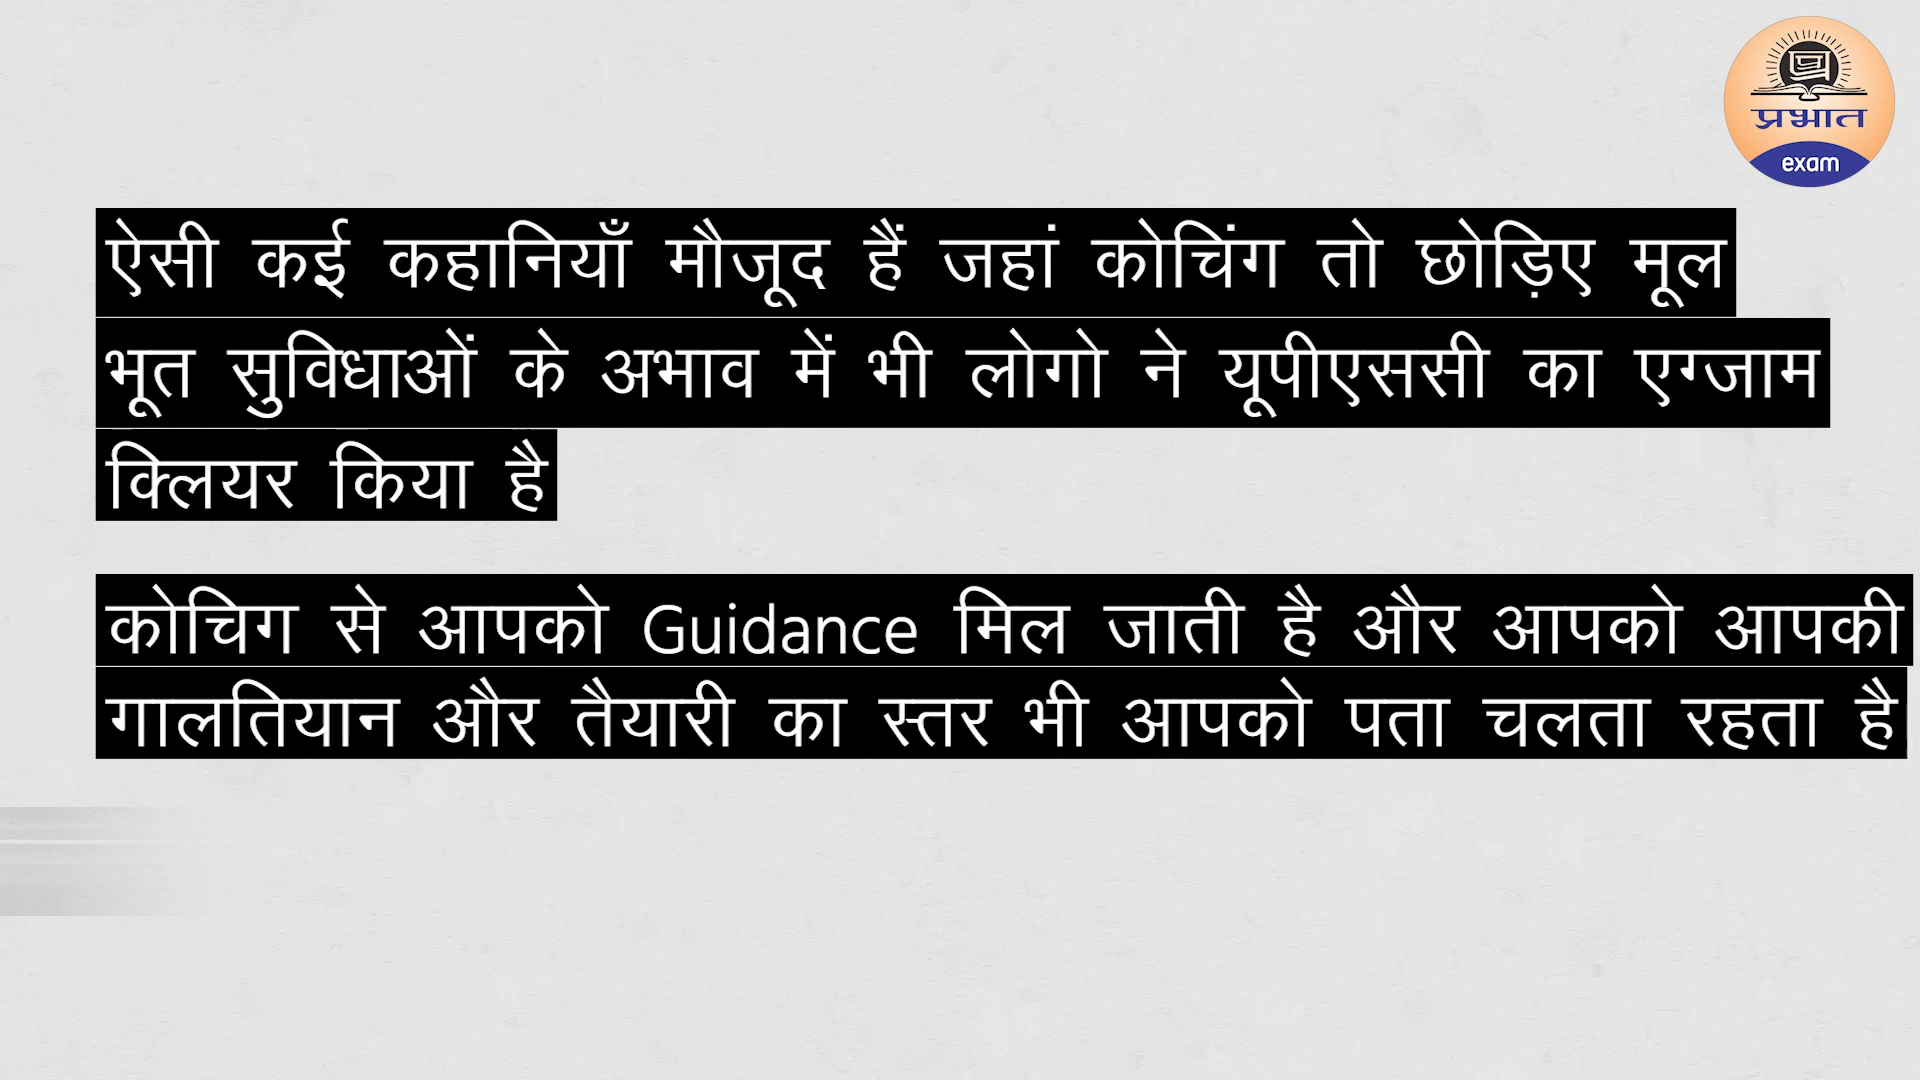 प्रभात
exam
ऐसी कई कहानियाँ मौजूद हैं जहां कोचिंग तो छोड़िए मूल
भूत सुविधाओं के अभाव में भी लोगो ने यूपीएससी का एग्जाम
क्लियर किया है
कोचिग से आपको Guidance मिल जाती है और आपको आपकी
गालतियान और तैयारी का स्तर भी आपको पता चलता रहता है